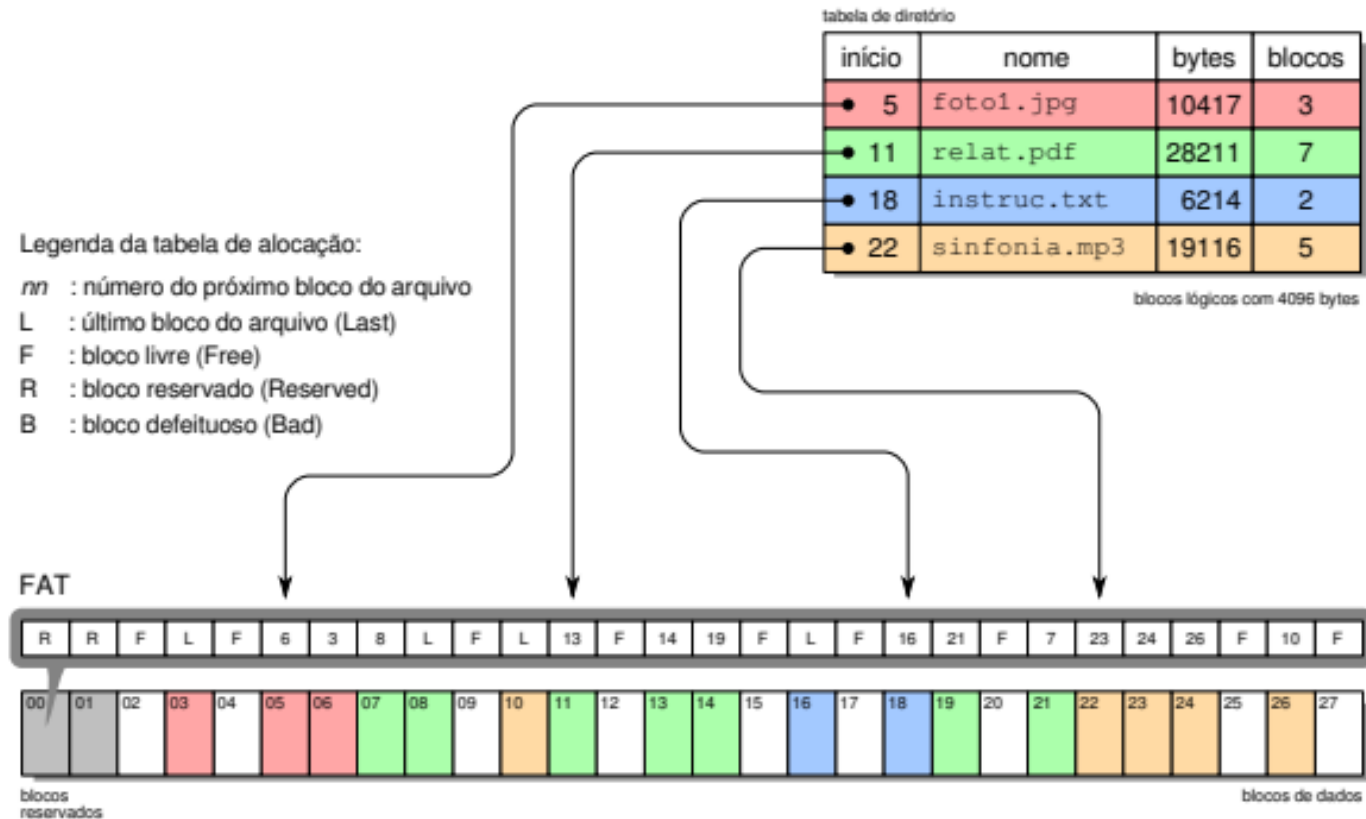 tabela de diretório
início nome bytes blocos
5 foto1.jpg 10417 3
11 relat.pdf 28211 7
18 instruc.txt 6214 2
22 sinfonia.mp3 19116 5
blocos lógicos com 4096 bytes
Legenda da tabela de alocação:
nn : número do próximo bloco do arquivo
L : último bloco do arquivo (Last)
F : bloco livre (Free)
R : bloco reservado (Reserved)
B : bloco defeituoso (Bad)
FAT
R R F L F 6 3 8 L F L 13 F 14 19 F L F 16 21 F 7 23 24 26 F 10 F
00 01 02 03 04 05 06 07 08 09 10 11 12 13 14 15 16 17 18 19 20 21 22 23 24 25 26 27
blocos
reservados
blocos de dados